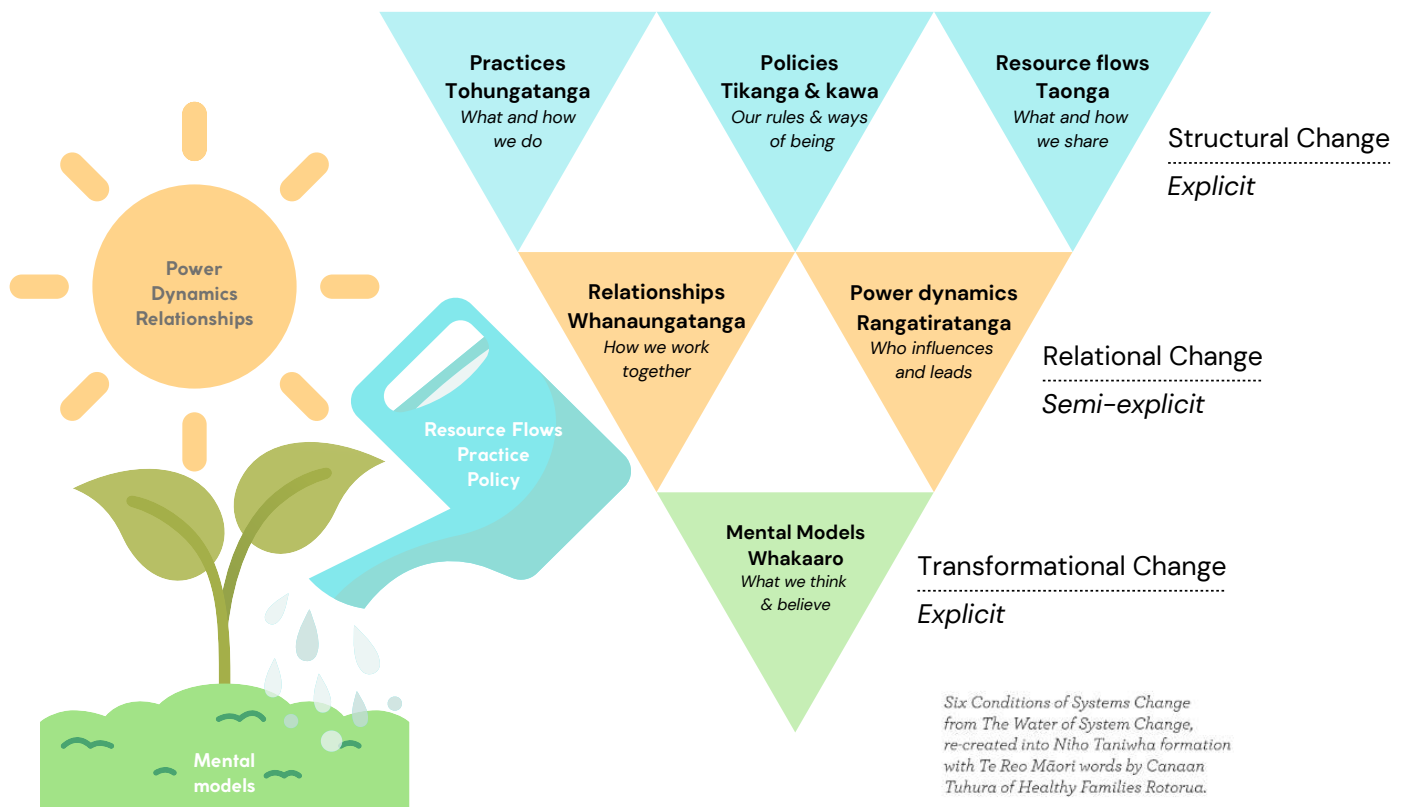 Practices
Tohungatanga
What and how
we do
Policies
Tikanga & kawa
Our rules & ways
of being
Resource flows
Taonga
What and how
we share
Structural Change
Explicit
Power
Dynamics
Relationships
Relationships
Whanaungatanga
How we work
together
Power dynamics
Rangatiratanga
Who influences
and leads
Relational Change
Semi-explicit
Resource Flows
Practice
Policy
Mental Models
Whakaaro
What we think
& believe
Transformational Change
Explicit
Mental
models
Six Conditions of Systems Change
from The Water of System Change,
re-created into Niho Taniwha formation
with Te Reo Māori words by Canaan
Tuhura of Healthy Families Rotorua.